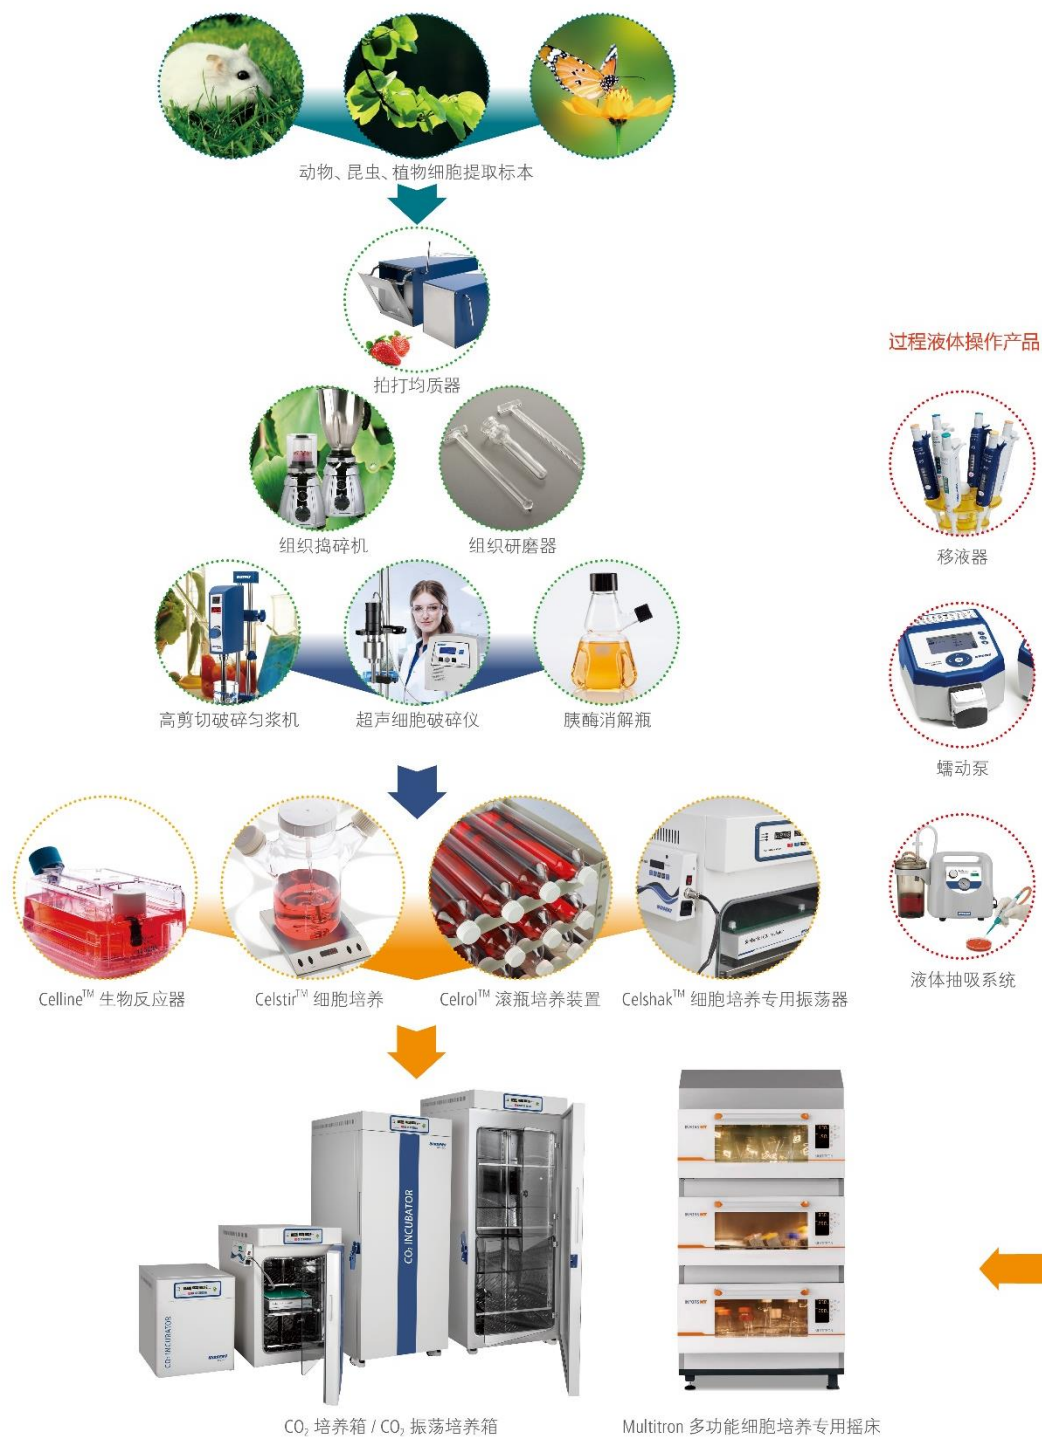 动物、昆虫、植物细胞提取标本
拍打均质器
过程液体操作产品
组织捣碎机
组织研磨器
移液器
高剪切破碎匀浆机
超声细胞破碎仪
胰酶消解瓶
蠕动泵
Celline™ 生物反应器
Celstir™ 细胞培养
Celrol™ 滚瓶培养装置
Celshak™ 细胞培养专用振荡器
液体抽吸系统
CO₂ INCUBATOR
CO₂ INCUBATOR
CO₂ 培养箱 / CO₂ 振荡培养箱
Multitron 多功能细胞培养专用摇床